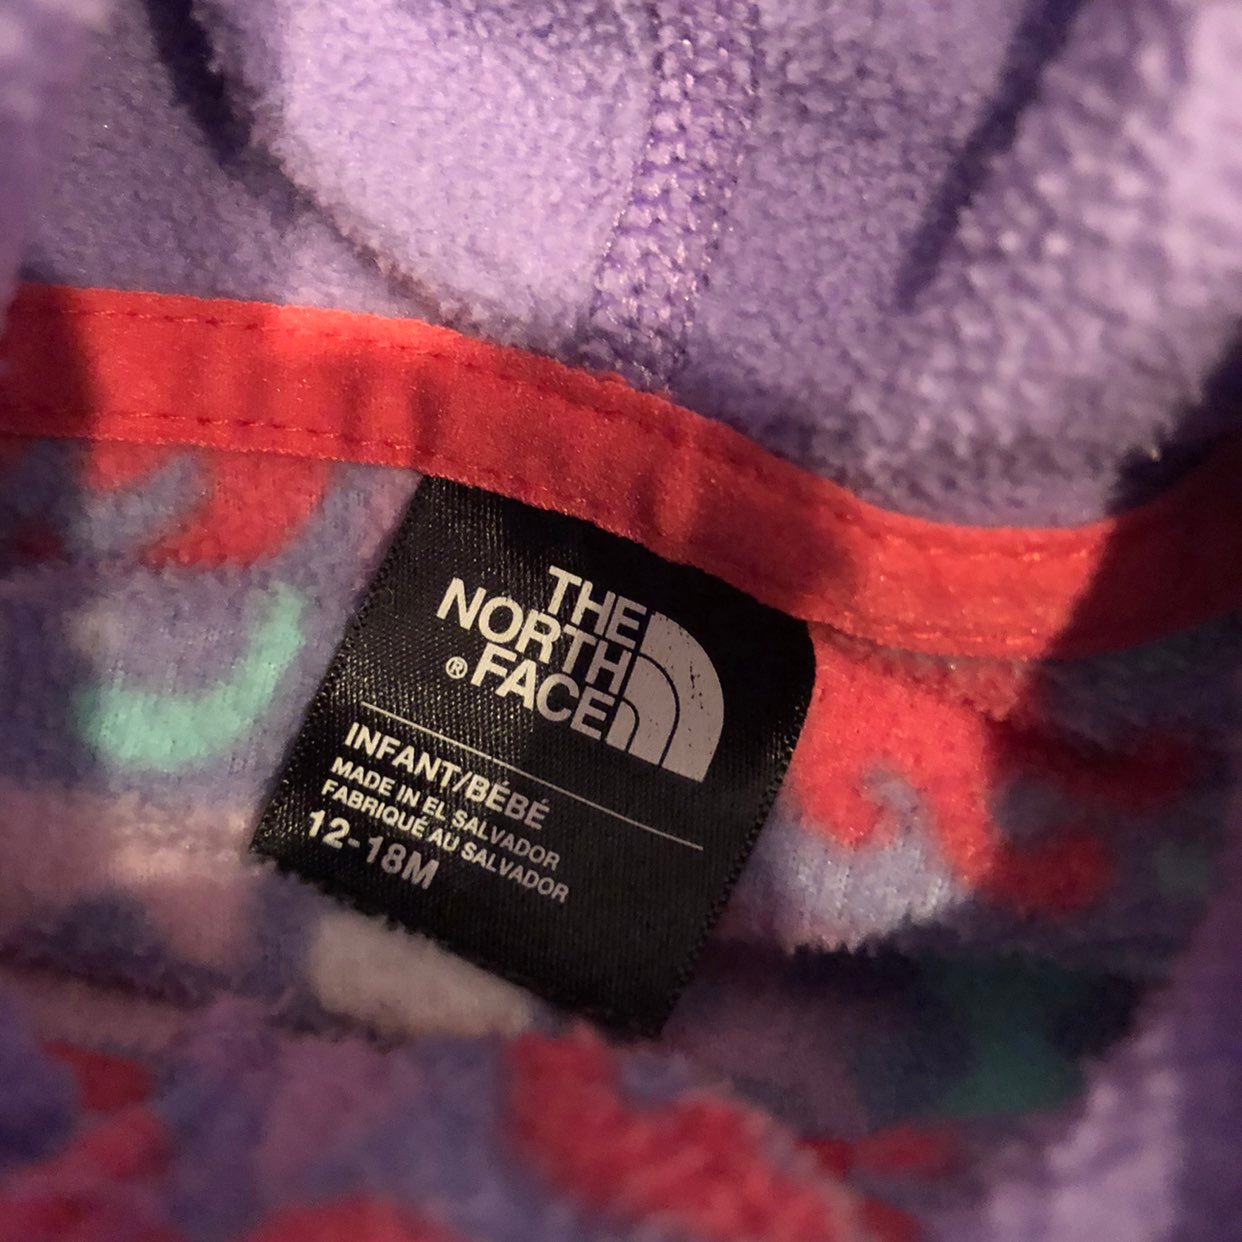 THE
NORTH
® FACE
INFANT/BÉBÉ
MADE IN EL SALVADOR
FABRIQUÉ AU SALVADOR
12-18M